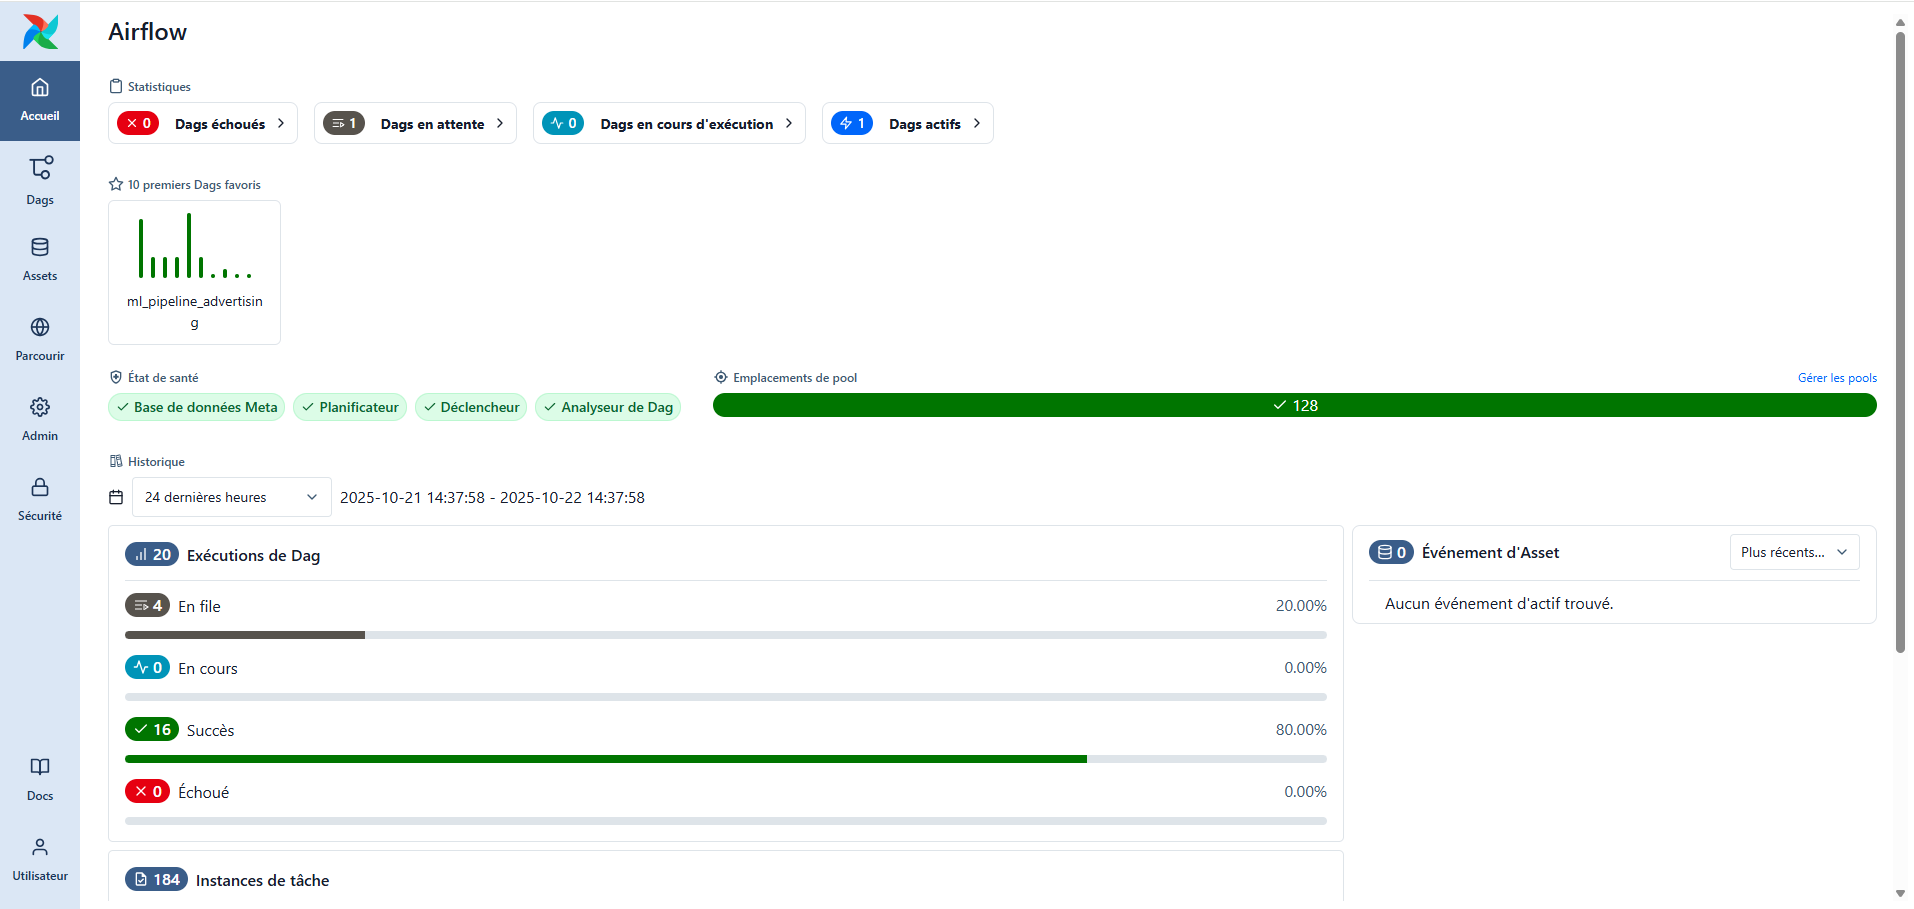 Airflow
Accueil
Dags
Assets
Parcourir
Admin
Sécurité
Docs
Utilisateur
Statistiques
0 Dags échoués
1 Dags en attente
0 Dags en cours d'exécution
1 Dags actifs
10 premiers Dags favoris
ml_pipeline_advertisin
g
État de santé
Base de données Meta
Planificateur
Déclencheur
Analyseur de Dag
Emplacements de pool
Gérer les pools
128
Historique
24 dernières heures
2025-10-21 14:37:58 - 2025-10-22 14:37:58
20 Exécutions de Dag
4 En file 20.00%
0 En cours 0.00%
16 Succès 80.00%
0 Échoué 0.00%
0 Événement d'Asset
Plus récents...
Aucun événement d'actif trouvé.
184 Instances de tâche